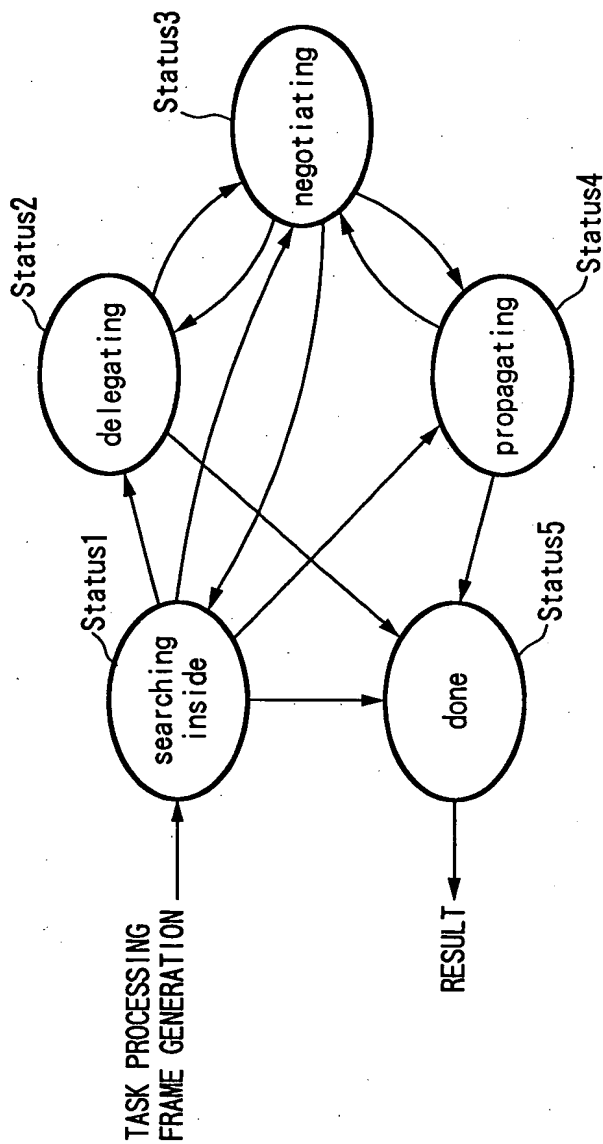 TASK PROCESSING
FRAME GENERATION
searching
inside
Status1
delegating
Status2
negotiating
Status3
propagating
Status4
done
Status5
RESULT